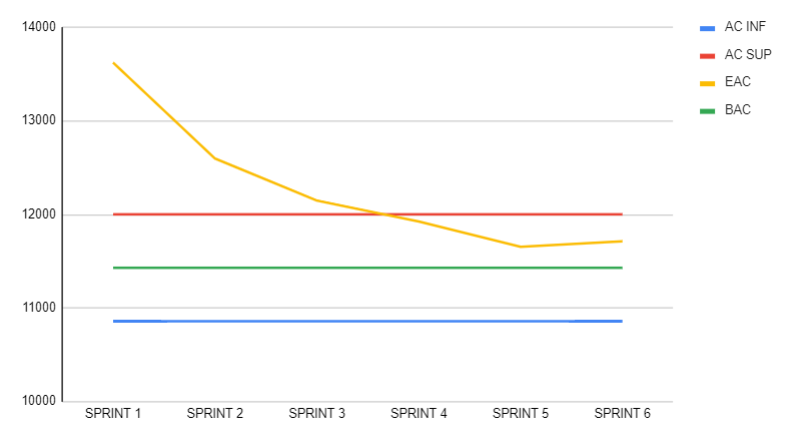 14000
13000
12000
11000
10000
SPRINT 1 SPRINT 2 SPRINT 3 SPRINT 4 SPRINT 5 SPRINT 6
AC INF
AC SUP
EAC
BAC